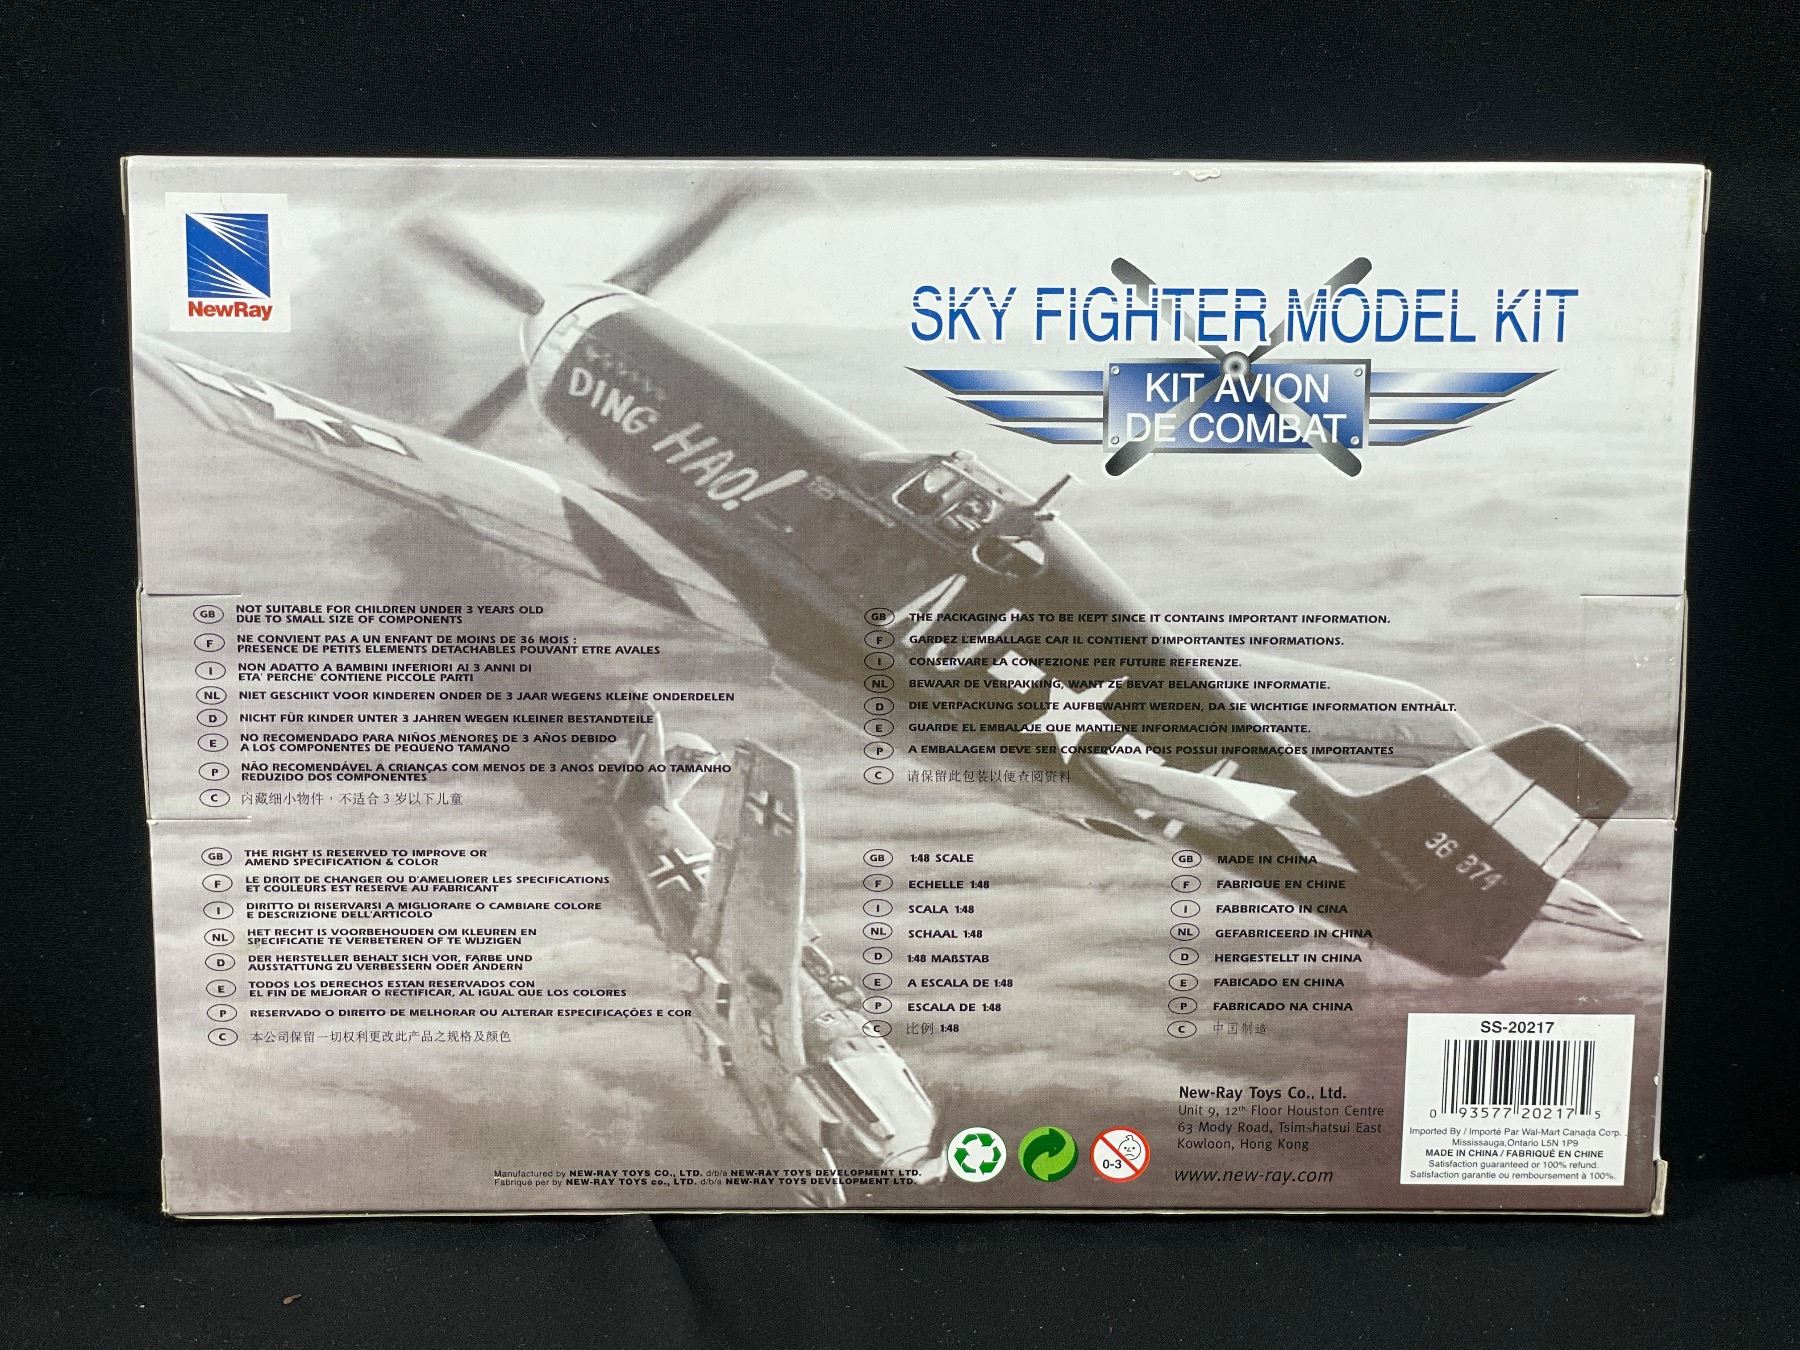 NewRay
SKY FIGHTER MODEL KIT
KIT AVION
DE COMBAT
DING HAO!
36 374
GB NOT SUITABLE FOR CHILDREN UNDER 3 YEARS OLD
DUE TO SMALL SIZE OF COMPONENTS
F NE CONVIENT PAS A UN ENFANT DE MOINS DE 36 MOIS :
PRESENCE DE PETITS ELEMENTS DETACHABLES POUVANT ETRE AVALES
I NON ADATTO A BAMBINI INFERIORI AI 3 ANNI DI
ETA' PERCHE' CONTIENE PICCOLE PARTI
NL NIET GESCHIKT VOOR KINDEREN ONDER DE 3 JAAR WEGENS KLEINE ONDERDELEN
D NICHT FÜR KINDER UNTER 3 JAHREN WEGEN KLEINER BESTANDTEILE
E NO RECOMENDADO PARA NIÑOS MENORES DE 3 AÑOS DEBIDO
A LOS COMPONENTES DE PEQUEÑO TAMAÑO
P NÃO RECOMENDÁVEL A CRIANÇAS COM MENOS DE 3 ANOS DEVIDO AO TAMANHO
REDUZIDO DOS COMPONENTES
C 内藏细小物件，不适合3岁以下儿童
GB THE PACKAGING HAS TO BE KEPT SINCE IT CONTAINS IMPORTANT INFORMATION.
F GARDEZ L'EMBALLAGE CAR IL CONTIENT D'IMPORTANTES INFORMATIONS.
I CONSERVARE LA CONFEZIONE PER FUTURE REFERENZE.
NL BEWAAR DE VERPAKKING, WANT ZE BEVAT BELANGRIJKE INFORMATIE.
D DIE VERPACKUNG SOLLTE AUFBEWAHRT WERDEN, DA SIE WICHTIGE INFORMATION ENTHÄLT.
E GUARDE EL EMBALAJE QUE MANTIENE INFORMACIÓN IMPORTANTE.
P A EMBALAGEM DEVE SER CONSERVADA POIS POSSUI INFORMAÇÕES IMPORTANTES
C 请保留此包装以便查阅资料
GB THE RIGHT IS RESERVED TO IMPROVE OR
AMEND SPECIFICATION & COLOR
F LE DROIT DE CHANGER OU D'AMELIORER LES SPECIFICATIONS
ET COULEURS EST RESERVE AU FABRICANT
I DIRITTO DI RISERVARSI A MIGLIORARE O CAMBIARE COLORE
E DESCRIZIONE DELL'ARTICOLO
NL HET RECHT IS VOORBEHOUDEN OM KLEUREN EN
SPECIFICATIE TE VERBETEREN OF TE WIJZIGEN
D DER HERSTELLER BEHALT SICH VOR, FARBE UND
AUSSTATTUNG ZU VERBESSERN ODER ÄNDERN
E TODOS LOS DERECHOS ESTAN RESERVADOS CON
EL FIN DE MEJORAR O RECTIFICAR, AL IGUAL QUE LOS COLORES
P RESERVADO O DIREITO DE MELHORAR OU ALTERAR ESPECIFICAÇÕES E COR
C 本公司保留一切权利更改此产品之规格及颜色
GB 1:48 SCALE
F ECHELLE 1:48
I SCALA 1:48
NL SCHAAL 1:48
D 1:48 MAßSTAB
E A ESCALA DE 1:48
P ESCALA DE 1:48
C 比例 1:48
GB MADE IN CHINA
F FABRIQUE EN CHINE
I FABBRICATO IN CINA
NL GEFABRICEERD IN CHINA
D HERGESTELLT IN CHINA
E FABICADO EN CHINA
P FABRICADO NA CHINA
C 中国制造
Manufactured by NEW-RAY TOYS CO., LTD. d/b/a NEW-RAY TOYS DEVELOPMENT LTD.
Fabriqué per by NEW-RAY TOYS co., LTD. d/b/a NEW-RAY TOYS DEVELOPMENT LTD.
0-3
New-Ray Toys Co., Ltd.
Unit 9, 12th Floor Houston Centre
63 Mody Road, Tsimshatsui East
Kowloon, Hong Kong
www.new-ray.com
SS-20217
0 93577 20217 5
Imported By / Importé Par Wal-Mart Canada Corp.
Mississauga,Ontario L5N 1P9
MADE IN CHINA / FABRIQUÉ EN CHINE
Satisfaction guaranteed or 100% refund.
Satisfaction garantie ou remboursement à 100%.